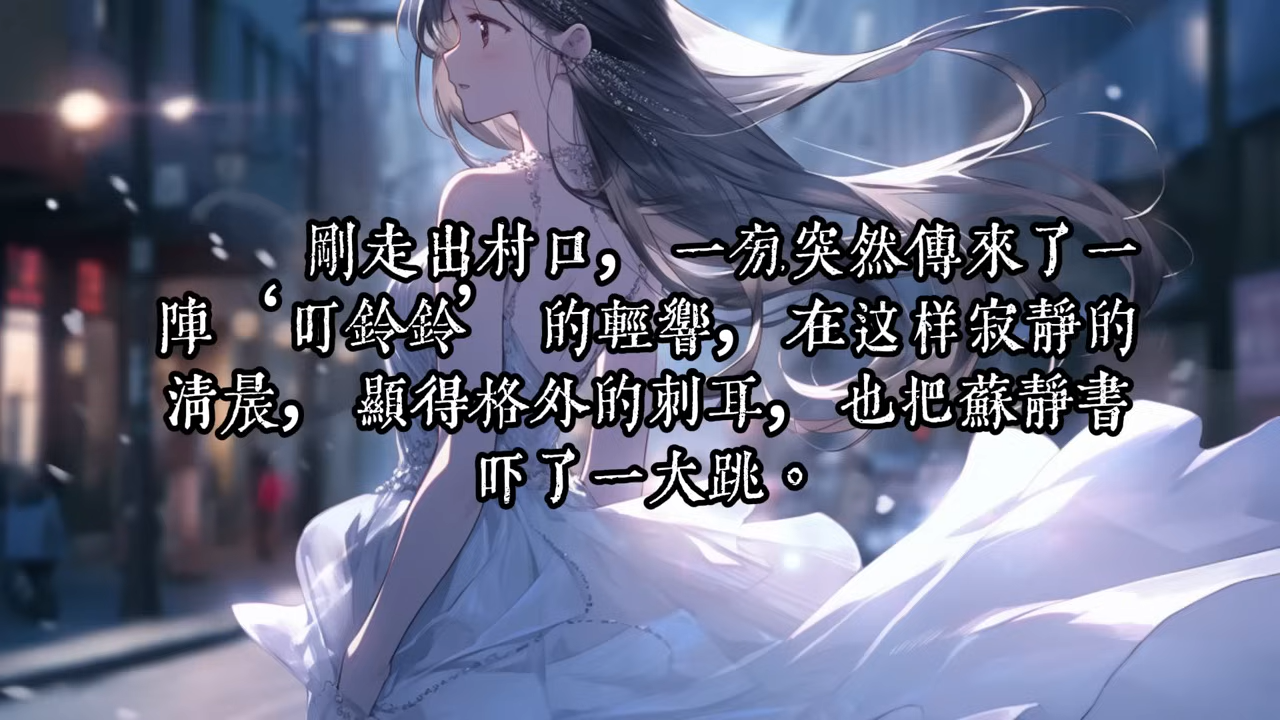 剛走出村口, 一旁突然傳來了一
陣 ‘叮鈴鈴’ 的輕響, 在这样寂靜的
清晨, 顯得格外的刺耳, 也把蘇靜書
吓了一大跳。